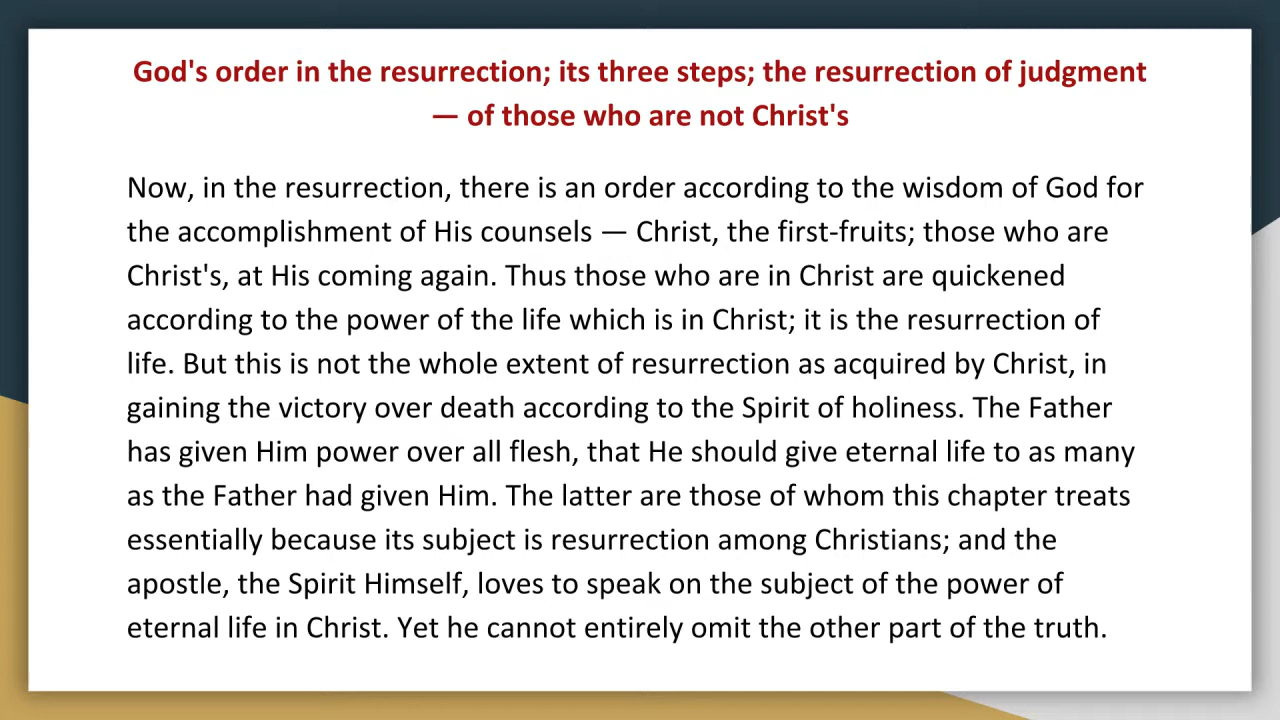 God's order in the resurrection; its three steps; the resurrection of judgment
— of those who are not Christ's
Now, in the resurrection, there is an order according to the wisdom of God for
the accomplishment of His counsels — Christ, the first-fruits; those who are
Christ's, at His coming again. Thus those who are in Christ are quickened
according to the power of the life which is in Christ; it is the resurrection of
life. But this is not the whole extent of resurrection as acquired by Christ, in
gaining the victory over death according to the Spirit of holiness. The Father
has given Him power over all flesh, that He should give eternal life to as many
as the Father had given Him. The latter are those of whom this chapter treats
essentially because its subject is resurrection among Christians; and the
apostle, the Spirit Himself, loves to speak on the subject of the power of
eternal life in Christ. Yet he cannot entirely omit the other part of the truth.